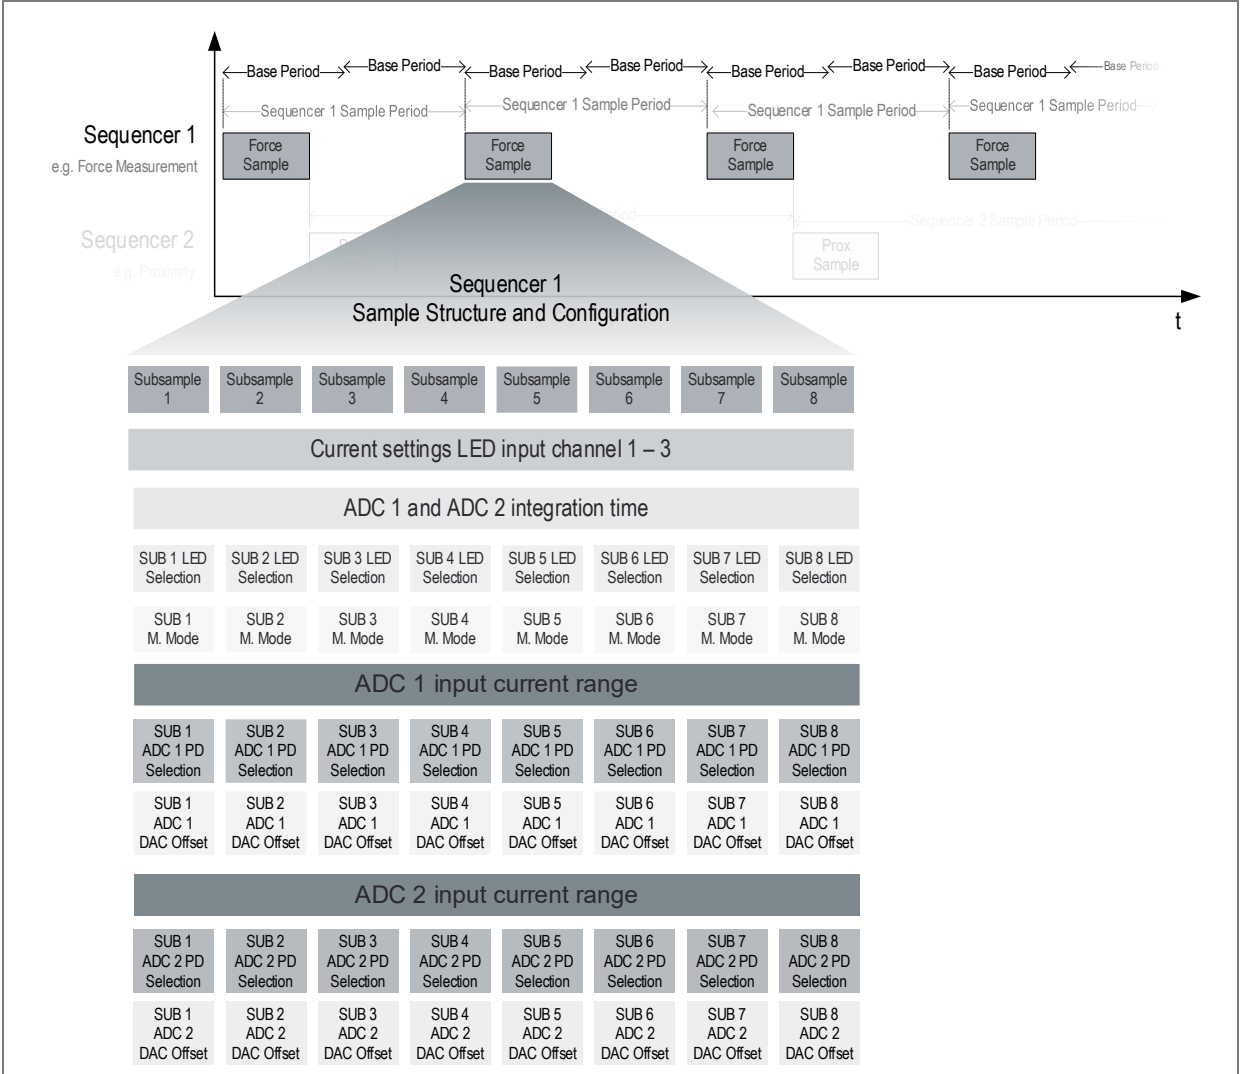 Base Period Base Period Base Period Base Period Base Period Base Period Base Period Base Period
Sequencer 1 Sample Period Sequencer 1 Sample Period Sequencer 1 Sample Period Sequencer 1 Sample Period
Sequencer 1
e.g. Force Measurement
Force Sample
Force Sample
Force Sample
Force Sample
Sequencer 2 Sample Period
Sequencer 2
e.g. Proximity
Prox
Sample
Sequencer 1
Sample Structure and Configuration
t
Subsample Subsample Subsample Subsample Subsample Subsample Subsample Subsample
1 2 3 4 5 6 7 8
Current settings LED input channel 1 – 3
ADC 1 and ADC 2 integration time
SUB 1 LED SUB 2 LED SUB 3 LED SUB 4 LED SUB 5 LED SUB 6 LED SUB 7 LED SUB 8 LED
Selection Selection Selection Selection Selection Selection Selection Selection
SUB 1 SUB 2 SUB 3 SUB 4 SUB 5 SUB 6 SUB 7 SUB 8
M. Mode M. Mode M. Mode M. Mode M. Mode M. Mode M. Mode M. Mode
ADC 1 input current range
SUB 1 SUB 2 SUB 3 SUB 4 SUB 5 SUB 6 SUB 7 SUB 8
ADC 1 PD ADC 1 PD ADC 1 PD ADC 1 PD ADC 1 PD ADC 1 PD ADC 1 PD ADC 1 PD
Selection Selection Selection Selection Selection Selection Selection Selection
SUB 1 SUB 2 SUB 3 SUB 4 SUB 5 SUB 6 SUB 7 SUB 8
ADC 1 ADC 1 ADC 1 ADC 1 ADC 1 ADC 1 ADC 1 ADC 1
DAC Offset DAC Offset DAC Offset DAC Offset DAC Offset DAC Offset DAC Offset DAC Offset
ADC 2 input current range
SUB 1 SUB 2 SUB 3 SUB 4 SUB 5 SUB 6 SUB 7 SUB 8
ADC 2 PD ADC 2 PD ADC 2 PD ADC 2 PD ADC 2 PD ADC 2 PD ADC 2 PD ADC 2 PD
Selection Selection Selection Selection Selection Selection Selection Selection
SUB 1 SUB 2 SUB 3 SUB 4 SUB 5 SUB 6 SUB 7 SUB 8
ADC 2 ADC 2 ADC 2 ADC 2 ADC 2 ADC 2 ADC 2 ADC 2
DAC Offset DAC Offset DAC Offset DAC Offset DAC Offset DAC Offset DAC Offset DAC Offset